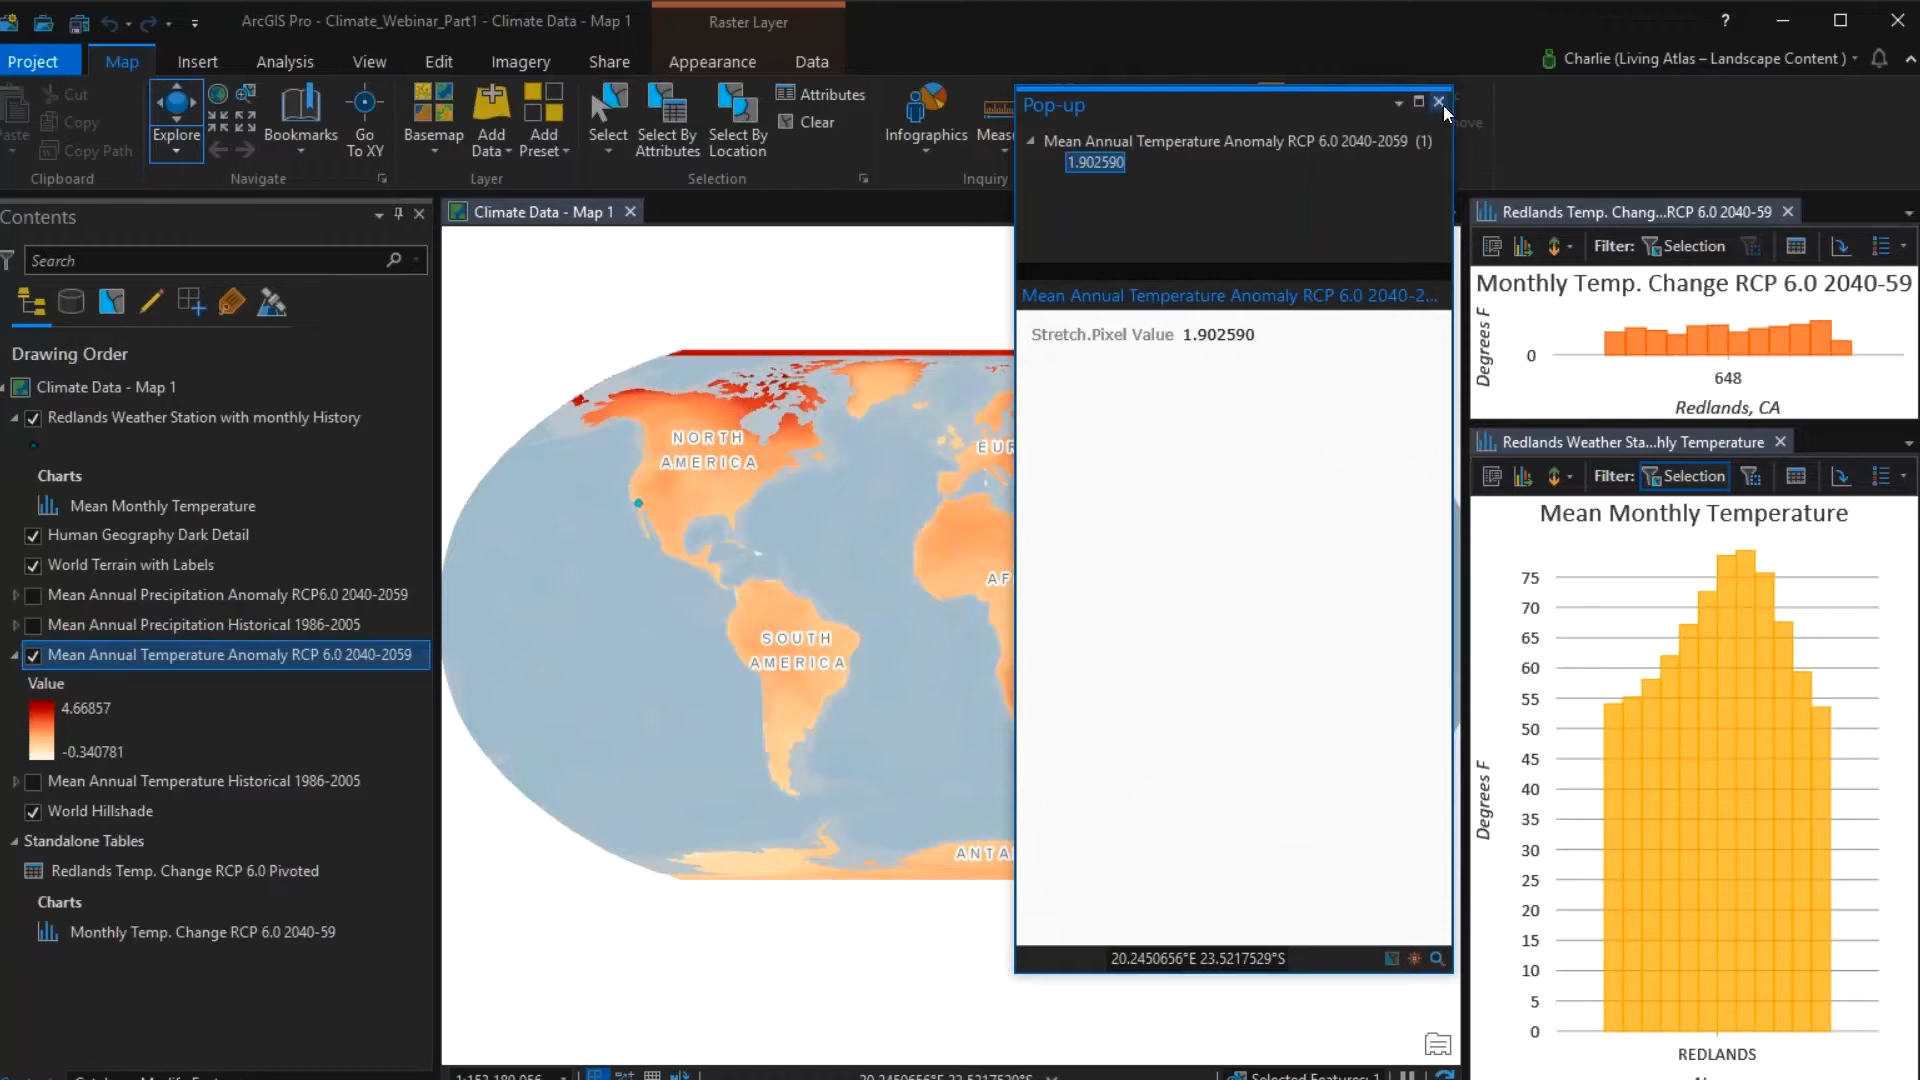 ArcGIS Pro - Climate_Webinar_Part1 - Climate Data - Map 1
Raster Layer
?
Project
Map
Insert
Analysis
View
Edit
Imagery
Share
Appearance
Data
Charlie (Living Atlas – Landscape Content )
Cut
Copy
Copy Path
Clipboard
Explore
Bookmarks
Go To XY
Navigate
Basemap
Add Data
Add Preset
Layer
Select
Select By Attributes
Select By Location
Attributes
Clear
Selection
Infographics
Inquiry
Contents
Search
Drawing Order
Climate Data - Map 1
Redlands Weather Station with monthly History
Charts
Mean Monthly Temperature
Human Geography Dark Detail
World Terrain with Labels
Mean Annual Precipitation Anomaly RCP6.0 2040-2059
Mean Annual Precipitation Historical 1986-2005
Mean Annual Temperature Anomaly RCP 6.0 2040-2059
Value
4.66857
-0.340781
Mean Annual Temperature Historical 1986-2005
World Hillshade
Standalone Tables
Redlands Temp. Change RCP 6.0 Pivoted
Charts
Monthly Temp. Change RCP 6.0 2040-59
Climate Data - Map 1
NORTH
AMERICA
SOUTH
AMERICA
EUR
AF
ANTA
Pop-up
Mean Annual Temperature Anomaly RCP 6.0 2040-2059 (1)
1.902590
Mean Annual Temperature Anomaly RCP 6.0 2040-2...
Stretch.Pixel Value 1.902590
20.2450656°E 23.5217529°S
Redlands Temp. Chang...RCP 6.0 2040-59
Filter: Selection
Monthly Temp. Change RCP 6.0 2040-59
Degrees F
0
648
Redlands, CA
Redlands Weather Sta...hly Temperature
Filter: Selection
Mean Monthly Temperature
Degrees F
75
70
65
60
55
50
45
40
35
30
25
20
15
10
5
0
REDLANDS